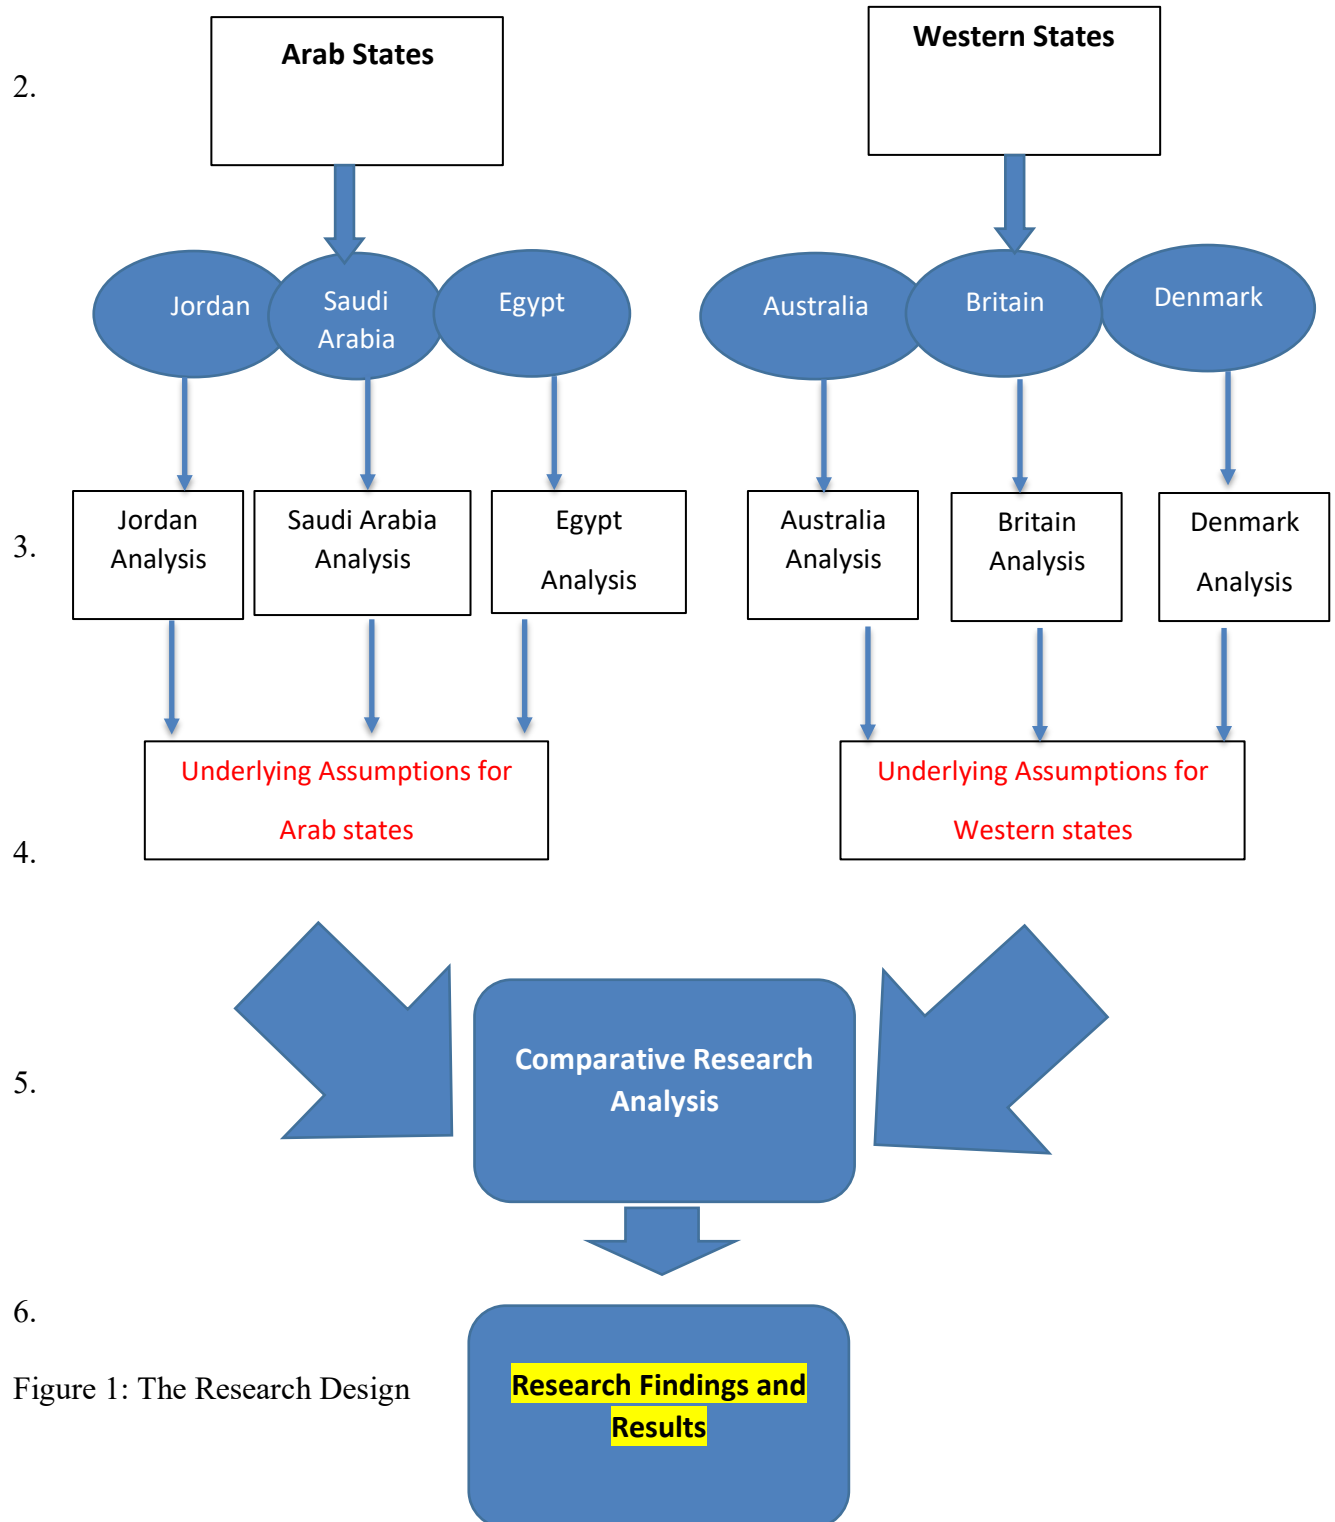 Arab States
Western States
2.
Jordan
Saudi
Arabia
Egypt
Australia
Britain
Denmark
3.
Jordan
Analysis
Saudi Arabia
Analysis
Egypt
Analysis
Australia
Analysis
Britain
Analysis
Denmark
Analysis
Underlying Assumptions for
Arab states
Underlying Assumptions for
Western states
4.
Comparative Research
Analysis
5.
6.
Research Findings and
Results
Figure 1: The Research Design